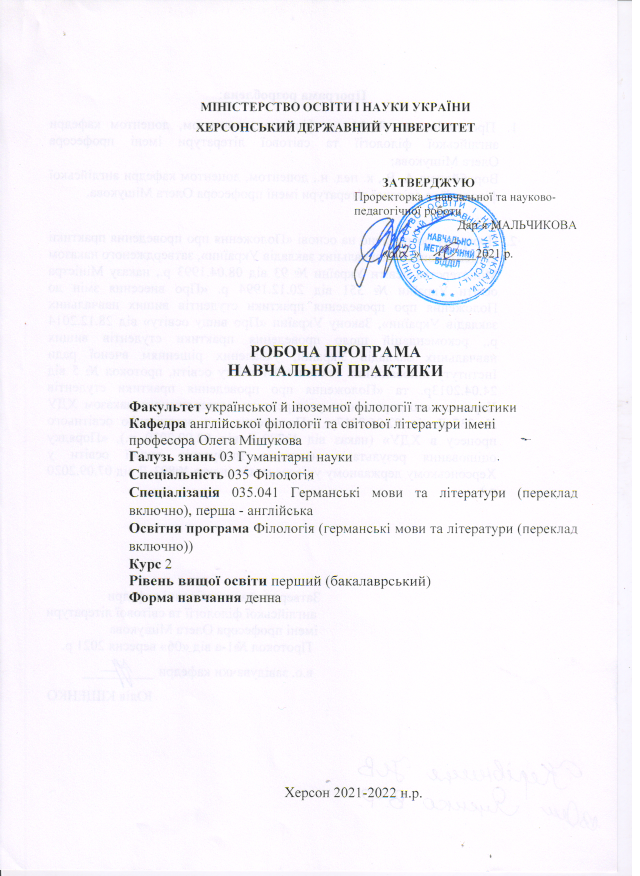 МІНІСТЕРСТВО ОСВІТИ І НАУКИ УКРАЇНИ
ХЕРСОНСЬКИЙ ДЕРЖАВНИЙ УНІВЕРСИТЕТ
ЗАТВЕРДЖУЮ
Проректорка з навчальної та науково-
педагогічної роботи
Дар'я МАЛЬЧИКОВА
2021 р.
НАВЧАЛЬНО-
МЕТОДИЧНИЙ
ВІДДІЛ
РОБОЧА ПРОГРАМА
НАВЧАЛЬНОЇ ПРАКТИКИ
Факультет української й іноземної філології та журналістики
Кафедра англійської філології та світової літератури імені
професора Олега Мішукова
Галузь знань 03 Гуманітарні науки
Спеціальність 035 Філологія
Спеціалізація 035.041 Германські мови та літератури (переклад
включно), перша - англійська
Освітня програма Філологія (германські мови та літератури (переклад
включно))
Курс 2
Рівень вищої освіти перший (бакалаврський)
Форма навчання денна
Херсон 2021-2022 н.р.